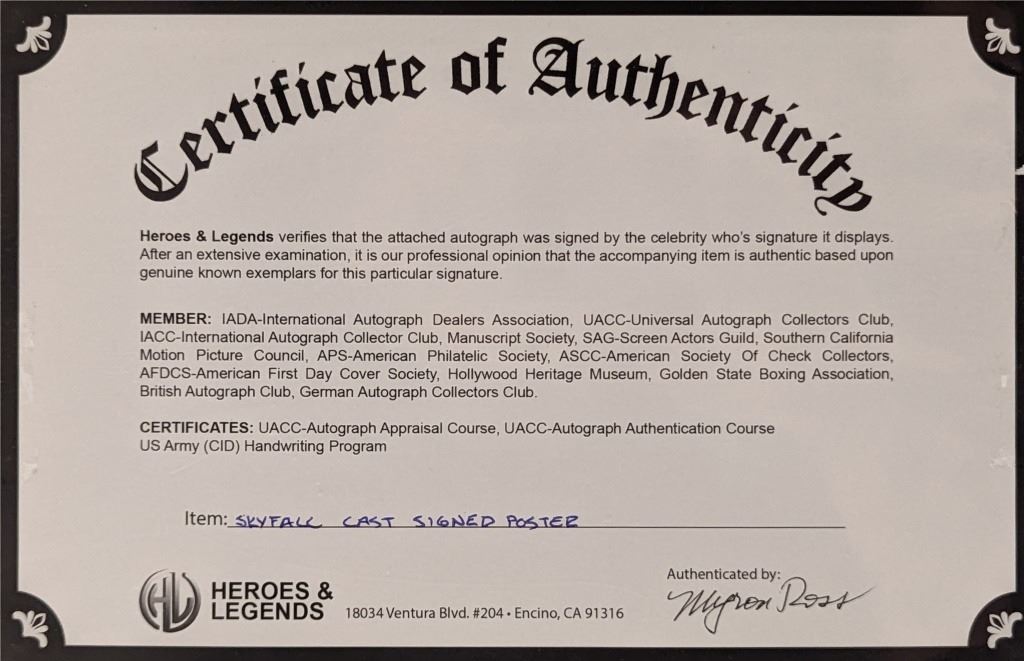 Certificate of Authenticity
Heroes & Legends verifies that the attached autograph was signed by the celebrity who's signature it displays.
After an extensive examination, it is our professional opinion that the accompanying item is authentic based upon
genuine known exemplars for this particular signature.
MEMBER: IADA-International Autograph Dealers Association, UACC-Universal Autograph Collectors Club,
IACC-International Autograph Collector Club, Manuscript Society, SAG-Screen Actors Guild, Southern California
Motion Picture Council, APS-American Philatelic Society, ASCC-American Society Of Check Collectors,
AFDCS-American First Day Cover Society, Hollywood Heritage Museum, Golden State Boxing Association,
British Autograph Club, German Autograph Collectors Club.
CERTIFICATES: UACC-Autograph Appraisal Course, UACC-Autograph Authentication Course
US Army (CID) Handwriting Program
Item: SKYFALL CAST SIGNED POSTER
HL HEROES &
LEGENDS 18034 Ventura Blvd. #204 • Encino, CA 91316
Authenticated by:
Myron Ross